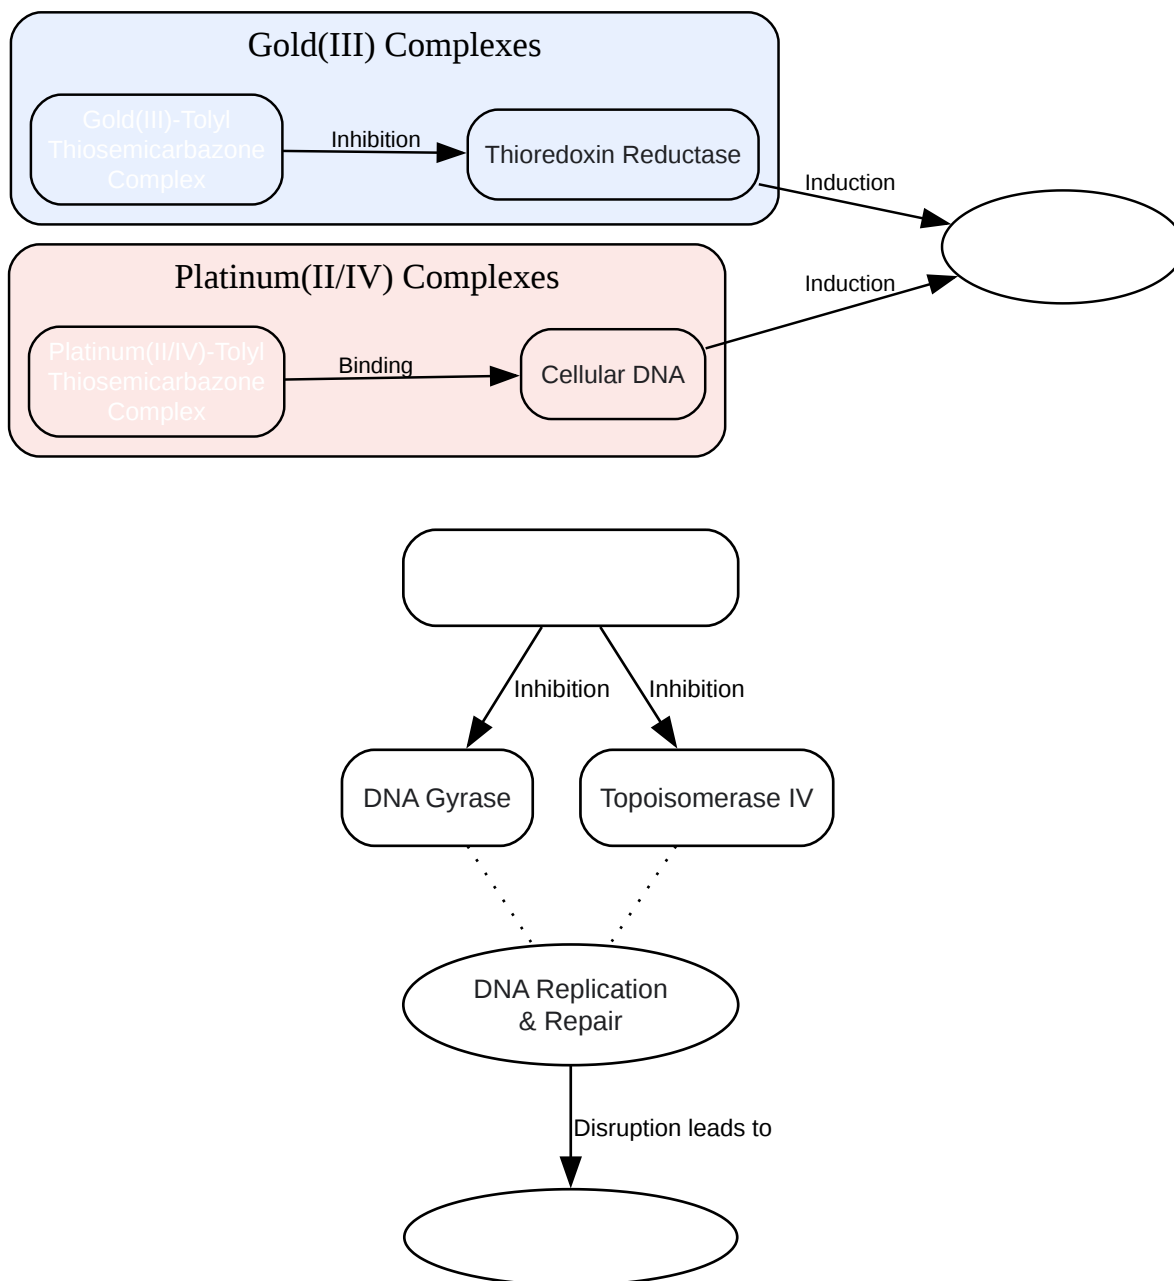 Gold(III) Complexes
Gold(III)-Tolyl
Thiosemicarbazone
Complex
Inhibition
Thioredoxin Reductase
Induction
Platinum(II/IV) Complexes
Platinum(II/IV)-Tolyl
Thiosemicarbazone
Complex
Binding
Cellular DNA
Induction
Inhibition
Inhibition
DNA Gyrase
Topoisomerase IV
DNA Replication
& Repair
Disruption leads to